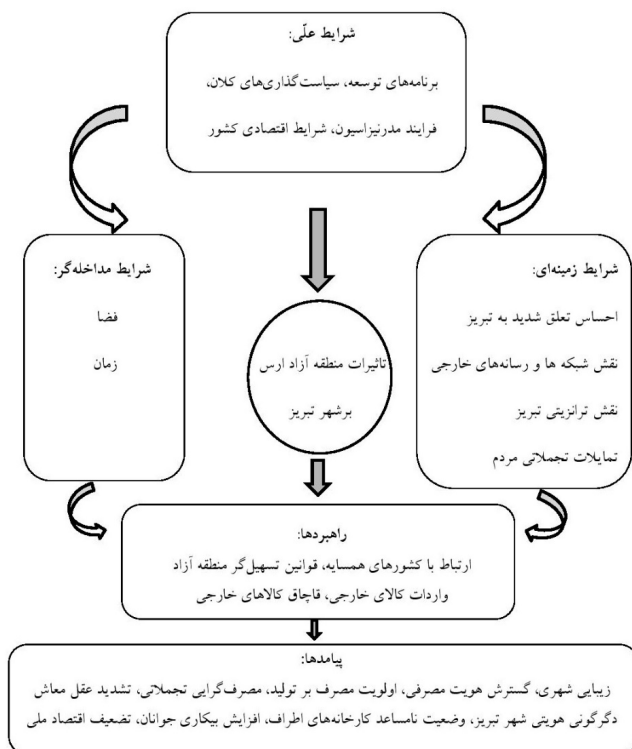 شرایط علّی:
برنامه‌های توسعه، سیاست‌گذاری‌های کلان،
فرایند مدرنیزاسیون، شرایط اقتصادی کشور
شرایط زمینه‌ای:
احساس تعلق شدید به تبریز
نقش شبکه ها و رسانه‌های خارجی
نقش ترانزیتی تبریز
تمایلات تجملاتی مردم
تاثیرات منطقه آزاد ارس
برشهر تبریز
شرایط مداخله‌گر:
فضا
زمان
راهبردها:
ارتباط با کشورهای همسایه، قوانین تسهیل‌گر منطقه آزاد
واردات کالای خارجی، قاچاق کالاهای خارجی
پیامدها:
زیبایی شهری، گسترش هویت مصرفی، اولویت مصرف بر تولید، مصرف‌گرایی تجملاتی، تشدید عقل معاش
دگرگونی هویتی شهر تبریز، وضعیت نامساعد کارخانه‌های اطراف، افزایش بیکاری جوانان، تضعیف اقتصاد ملی